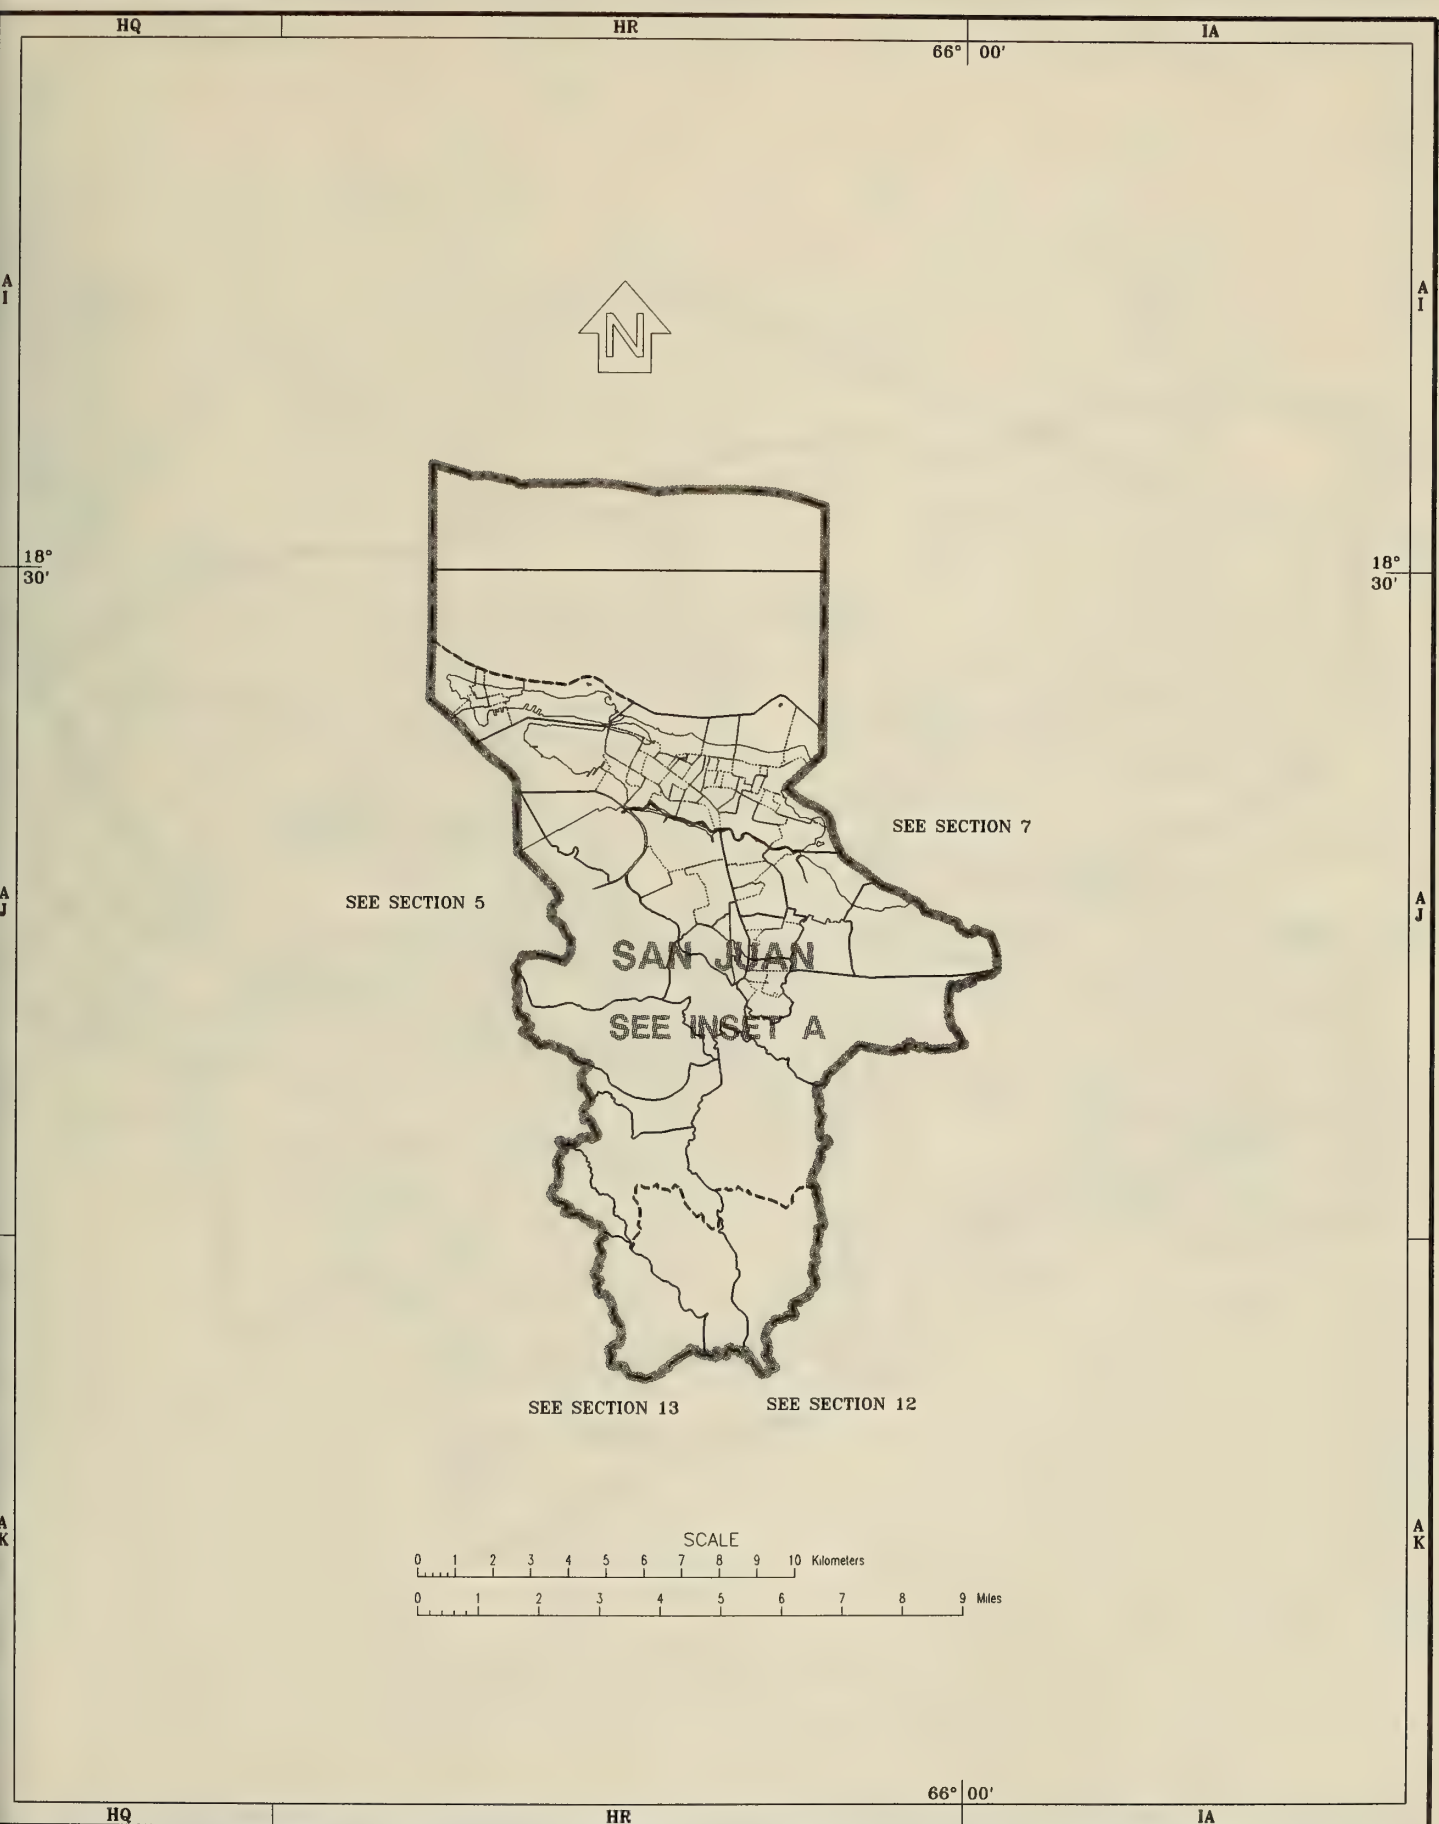 HQ HR IA
66° 00'
A
I
A
I
N
18°
30'
18°
30'
SEE SECTION 7
SEE SECTION 5
A
J
A
J
SAN JUAN
SEE INSET A
SEE SECTION 13 SEE SECTION 12
A
K
A
K
SCALE
0 1 2 3 4 5 6 7 8 9 10 Kilometers
0 1 2 3 4 5 6 7 8 9 Miles
66° 00'
HQ HR IA